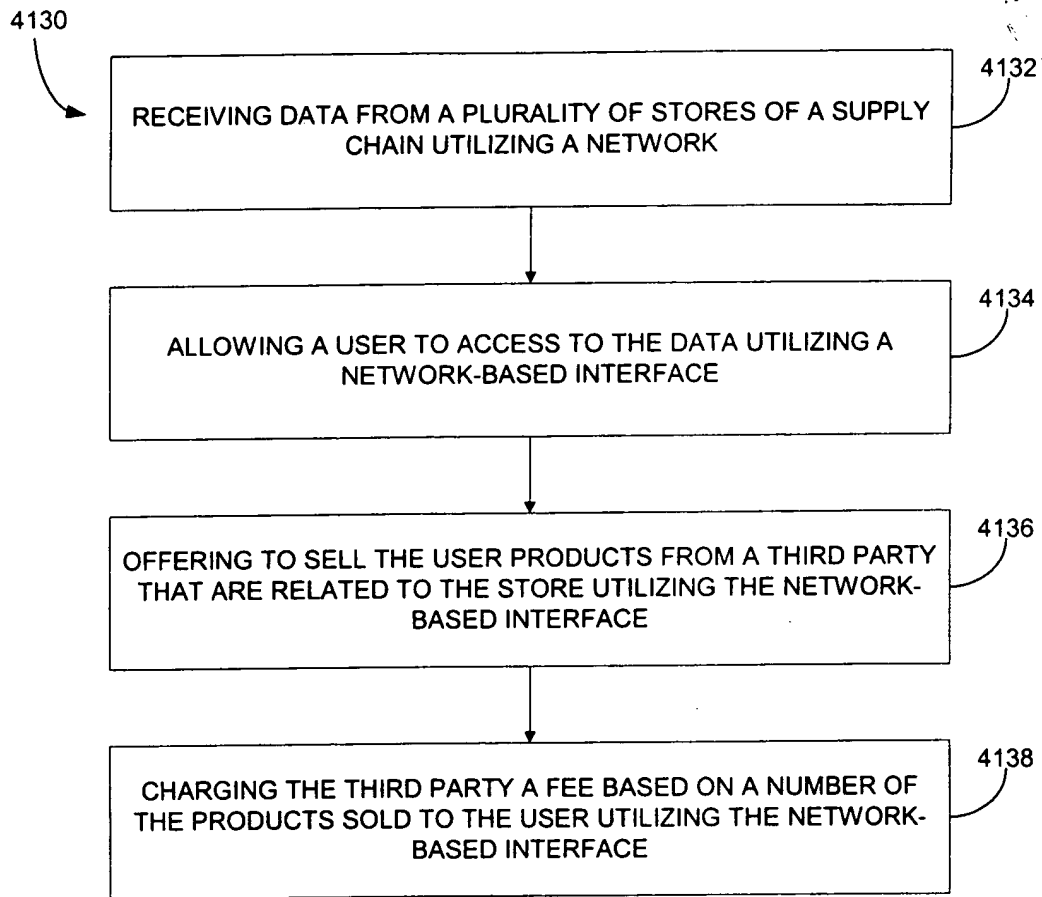 4130
4132
RECEIVING DATA FROM A PLURALITY OF STORES OF A SUPPLY
CHAIN UTILIZING A NETWORK
4134
ALLOWING A USER TO ACCESS TO THE DATA UTILIZING A
NETWORK-BASED INTERFACE
4136
OFFERING TO SELL THE USER PRODUCTS FROM A THIRD PARTY
THAT ARE RELATED TO THE STORE UTILIZING THE NETWORK-
BASED INTERFACE
4138
CHARGING THE THIRD PARTY A FEE BASED ON A NUMBER OF
THE PRODUCTS SOLD TO THE USER UTILIZING THE NETWORK-
BASED INTERFACE